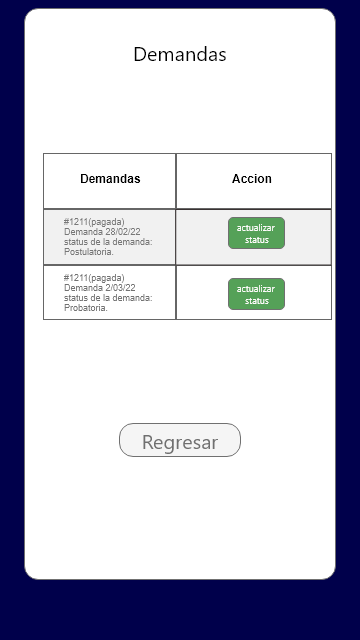 Demandas
Demandas
Accion
#1211(pagada)
Demanda 28/02/22
status de la demanda:
Postulatoria.
actualizar
status
#1211(pagada)
Demanda 2/03/22
status de la demanda:
Probatoria.
actualizar
status
Regresar